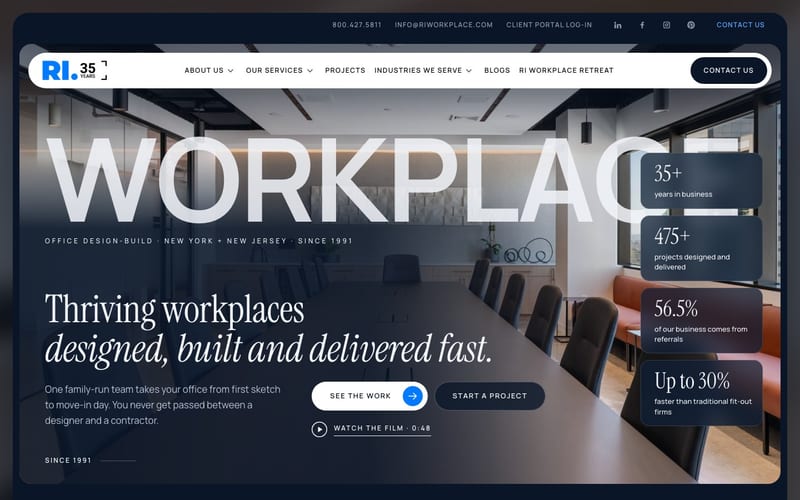 800.427.5811 INFO@RIWORKPLACE.COM CLIENT PORTAL LOG-IN CONTACT US
RI. 35 YEARS
ABOUT US OUR SERVICES PROJECTS INDUSTRIES WE SERVE BLOGS RI WORKPLACE RETREAT CONTACT US
WORKPLACE
OFFICE DESIGN-BUILD · NEW YORK + NEW JERSEY · SINCE 1991
Thriving workplaces
designed, built and delivered fast.
One family-run team takes your office from first sketch
to move-in day. You never get passed between a
designer and a contractor.
SEE THE WORK
START A PROJECT
WATCH THE FILM · 0:48
SINCE 1991
35+
years in business
475+
projects designed and
delivered
56.5%
of our business comes from
referrals
Up to 30%
faster than traditional fit-out
firms